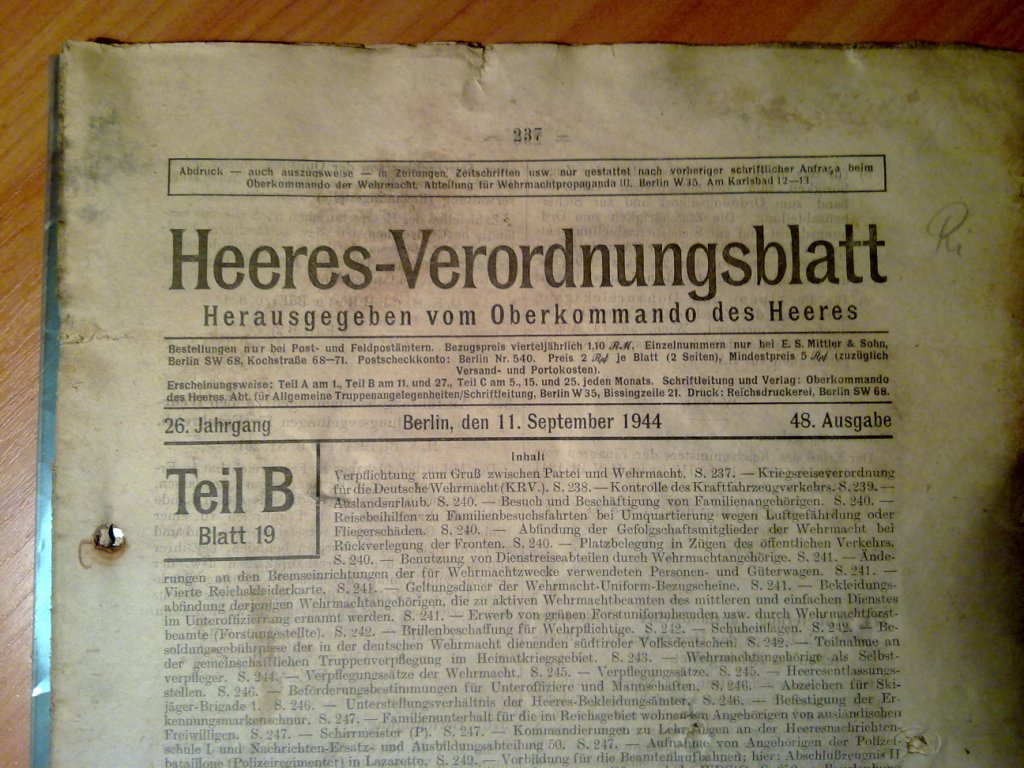 — 237 —
Abdruck — auch auszugsweise — in Zeitungen, Zeitschriften usw. nur gestattet nach vorheriger schriftlicher Anfrage beim
Oberkommando der Wehrmacht, Abteilung für Wehrmachtpropaganda III, Berlin W 35, Am Karlsbad 12—13.
Ri
Heeres-Verordnungsblatt
Herausgegeben vom Oberkommando des Heeres
Bestellungen nur bei Post- und Feldpostämtern. Bezugspreis vierteljährlich 1,10 RM. Einzelnummern nur bei E. S. Mittler & Sohn,
Berlin SW 68, Kochstraße 68—71. Postscheckkonto: Berlin Nr. 540. Preis 2 Rpf je Blatt (2 Seiten), Mindestpreis 5 Rpf (zuzüglich
Versand- und Portokosten).
Erscheinungsweise: Teil A am 1., Teil B am 11. und 27., Teil C am 5., 15. und 25. jeden Monats. Schriftleitung und Verlag: Oberkommando
des Heeres, Abt. für Allgemeine Truppenangelegenheiten/Schriftleitung, Berlin W 35, Bissingzeile 21. Druck: Reichsdruckerei, Berlin SW 68.
26. Jahrgang Berlin, den 11. September 1944 48. Ausgabe
Teil B
Blatt 19
Inhalt
Verpflichtung zum Gruß zwischen Partei und Wehrmacht. S. 237. — Kriegsreiseverordnung
für die Deutsche Wehrmacht (KRV.). S. 238. — Kontrolle des Kraftfahrzeugverkehrs. S. 239. —
Auslandsurlaub. S. 240. — Besuch und Beschäftigung von Familienangehörigen. S. 240. —
Reisebeihilfen zu Familienbesuchsfahrten bei Umquartierung wegen Luftgefährdung oder
Fliegerschäden. S. 240. — Abfindung der Gefolgschaftsmitglieder der Wehrmacht bei
Rückverlegung der Fronten. S. 240. — Platzbelegung in Zügen des öffentlichen Verkehrs.
S. 240. — Benutzung von Dienstreiseabteilen durch Wehrmachtangehörige. S. 241. — Ände-
rungen an den Bremseinrichtungen der für Wehrmachtzwecke verwendeten Personen- und Güterwagen. S. 241. —
Vierte Reichskleiderkarte. S. 241. — Geltungsdauer der Wehrmacht-Uniform-Bezugscheine. S. 241. — Bekleidungs-
abfindung derjenigen Wehrmachtangehörigen, die zu aktiven Wehrmachtbeamten des mittleren und einfachen Dienstes
im Unteroffizierrang ernannt werden. S. 241. — Erwerb von grünen Forstuniformhemden usw. durch Wehrmachtforst-
beamte (Forstangestellte). S. 242. — Brillenbeschaffung für Wehrpflichtige. S. 242. — Schuheinlagen. S. 242. — Be-
soldungsgebührnisse der in der deutschen Wehrmacht dienenden südtiroler Volksdeutschen. S. 242. — Teilnahme an
der gemeinschaftlichen Truppenverpflegung im Heimatkriegsgebiet. S. 243. — Wehrmachtangehörige als Selbst-
verpfleger. S. 244. — Verpflegungssätze der Wehrmacht. S. 245. — Verpflegungssätze. S. 245. — Heeresentlassungs-
stellen. S. 246. — Beförderungsbestimmungen für Unteroffiziere und Mannschaften. S. 246. — Abzeichen für Ski-
jäger-Brigade 1. S. 246. — Unterstellungsverhältnis der Heeres-Bekleidungsämter. S. 246. — Befestigung der Er-
kennungsmarkenschnur. S. 247. — Familienunterhalt für die im Reichsgebiet wohnenden Angehörigen von ausländischen
Freiwilligen. S. 247. — Schirrmeister (P). S. 247. — Kommandierungen zu Lehrgängen an der Heeresnachrichten-
schule I und Nachrichten-Ersatz- und Ausbildungsabteilung 50. S. 247. — Aufnahme von Angehörigen der Polizei-
bataillone (Polizeiregimenter) in Lazarette. S. 249. — Vorbildung für die Beamtenlaufbahnen; hier: Abschlußzeugnis II